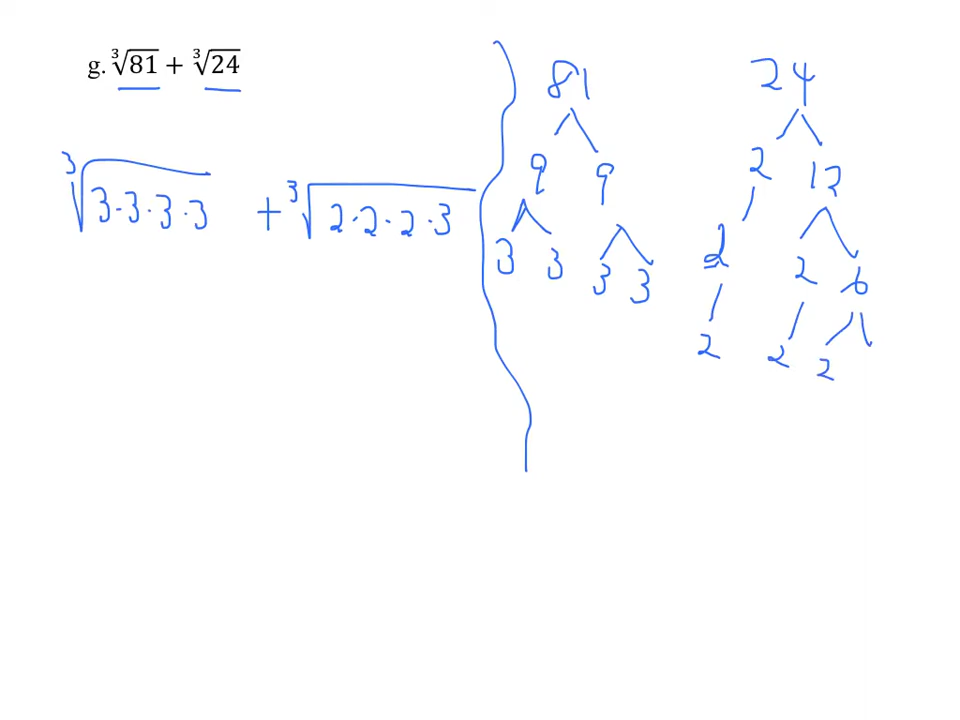 g. ∛81 + ∛24
∛3·3·3·3 + ∛2·2·2·3
81
9 9
3 3 3 3
24
2 12
2 2 6
2 2 2